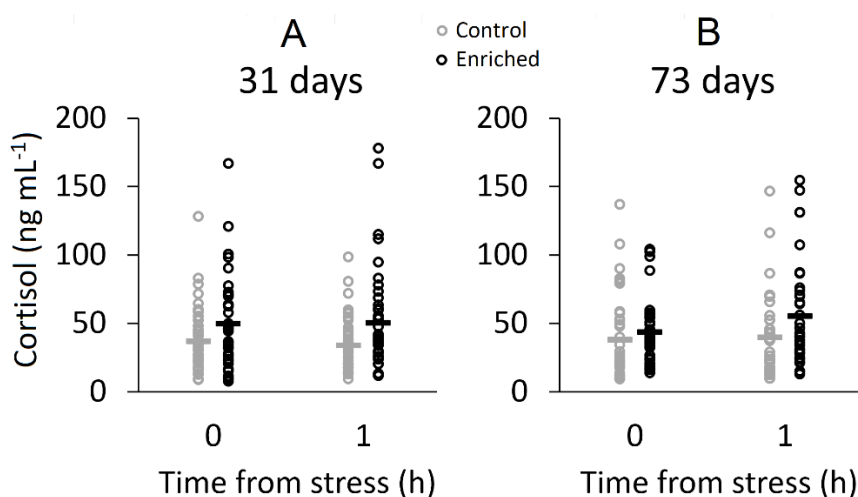 A
Control
Enriched
B
31 days
73 days
Cortisol (ng mL-1)
200
150
100
50
0
0 1
Time from stress (h)
200
150
100
50
0
0 1
Time from stress (h)